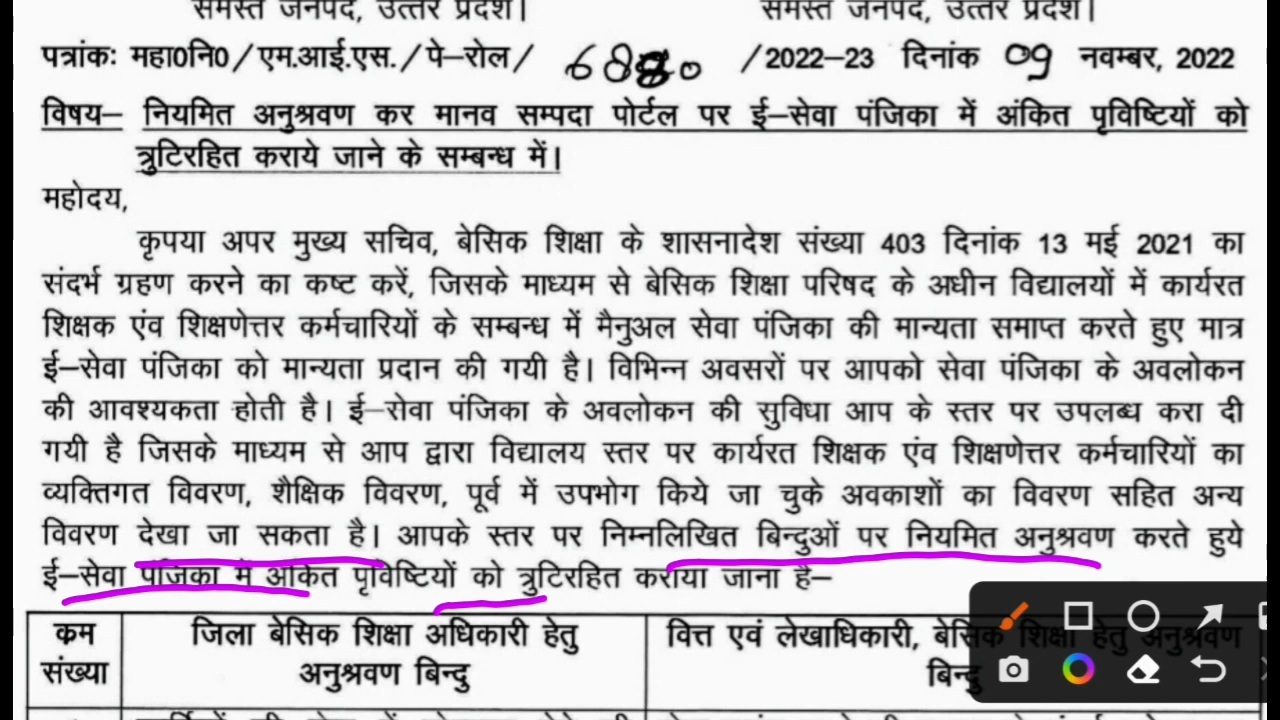 समस्त जनपद, उत्तर प्रदेश। समस्त जनपद, उत्तर प्रदेश।
पत्रांकः महा0नि0/एम.आई.एस./पे–रोल/ /2022–23 दिनांक 09 नवम्बर, 2022
विषय– नियमित अनुश्रवण कर मानव सम्पदा पोर्टल पर ई–सेवा पंजिका में अंकित पृविष्टियों को
त्रुटिरहित कराये जाने के सम्बन्ध में।
महोदय,
कृपया अपर मुख्य सचिव, बेसिक शिक्षा के शासनादेश संख्या 403 दिनांक 13 मई 2021 का
संदर्भ ग्रहण करने का कष्ट करें, जिसके माध्यम से बेसिक शिक्षा परिषद के अधीन विद्यालयों में कार्यरत
शिक्षक एंव शिक्षणेत्तर कर्मचारियों के सम्बन्ध में मैनुअल सेवा पंजिका की मान्यता समाप्त करते हुए मात्र
ई–सेवा पंजिका को मान्यता प्रदान की गयी है। विभिन्न अवसरों पर आपको सेवा पंजिका के अवलोकन
की आवश्यकता होती है। ई–सेवा पंजिका के अवलोकन की सुविधा आप के स्तर पर उपलब्ध करा दी
गयी है जिसके माध्यम से आप द्वारा विद्यालय स्तर पर कार्यरत शिक्षक एंव शिक्षणेत्तर कर्मचारियों का
व्यक्तिगत विवरण, शैक्षिक विवरण, पूर्व में उपभोग किये जा चुके अवकाशों का विवरण सहित अन्य
विवरण देखा जा सकता है। आपके स्तर पर निम्नलिखित बिन्दुओं पर नियमित अनुश्रवण करते हुये
ई–सेवा पंजिका में अंकित पृविष्टियों को त्रुटिरहित कराया जाना है–
क्रम जिला बेसिक शिक्षा अधिकारी हेतु वित्त एवं लेखाधिकारी, बेसिक शिक्षा हेतु अनुश्रवण
संख्या अनुश्रवण बिन्दु बिन्दु